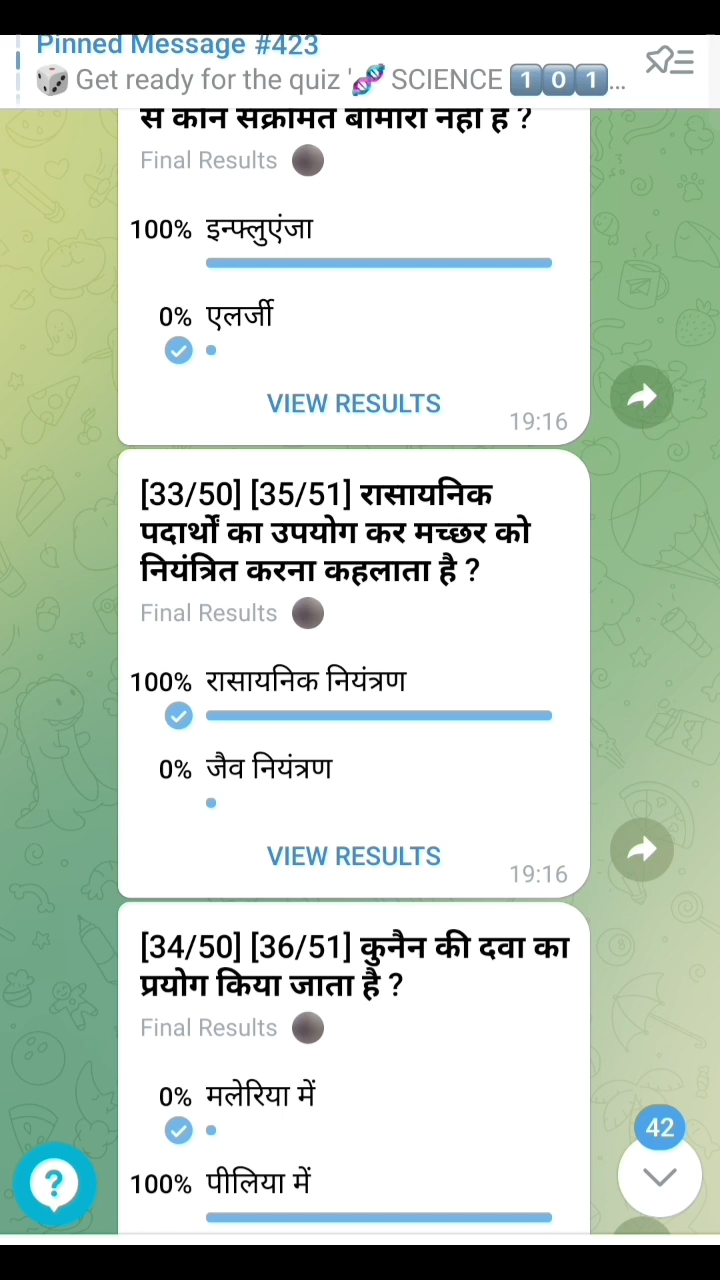 Pinned Message #423
Get ready for the quiz '🧬 SCIENCE 1️⃣0️⃣1️⃣...
से कौन संक्रमित बीमारी नहीं है ?
Final Results
100% इन्फ्लुएंजा
0% एलर्जी
VIEW RESULTS
19:16
[33/50] [35/51] रासायनिक
पदार्थों का उपयोग कर मच्छर को
नियंत्रित करना कहलाता है ?
Final Results
100% रासायनिक नियंत्रण
0% जैव नियंत्रण
VIEW RESULTS
19:16
[34/50] [36/51] कुनैन की दवा का
प्रयोग किया जाता है ?
Final Results
0% मलेरिया में
42
?
100% पीलिया में